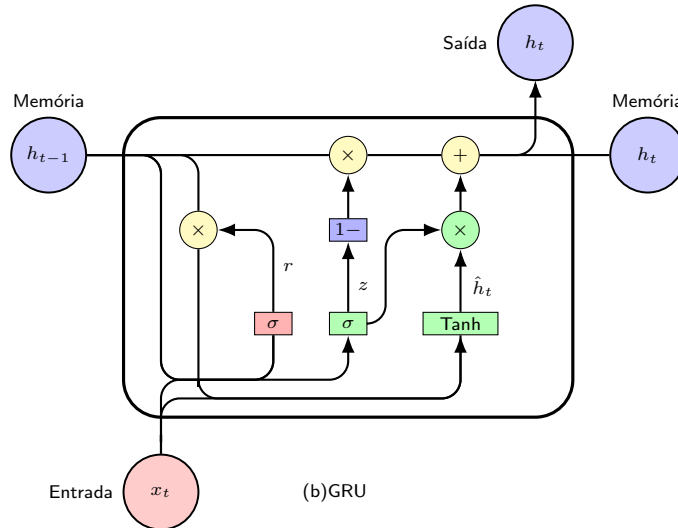 Saída
h_t
Memória
h_{t−1}
×
+
Memória
h_t
×
r
1−
z
×
ĥ_t
σ
σ
Tanh
Entrada
x_t
(b)GRU